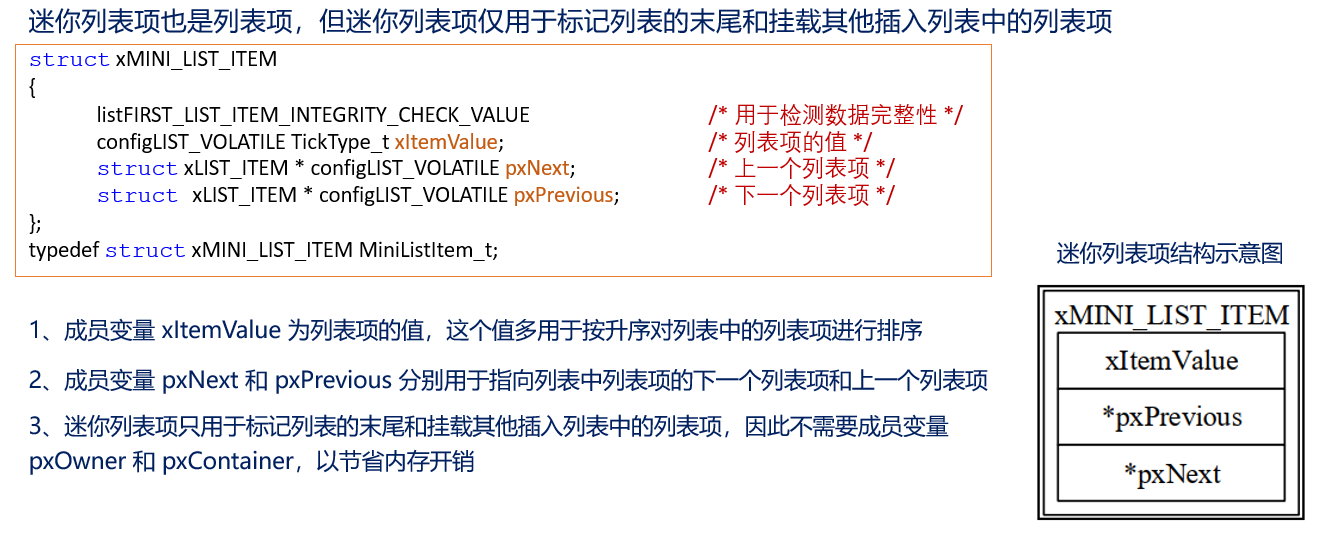 迷你列表项也是列表项，但迷你列表项仅用于标记列表的末尾和挂载其他插入列表中的列表项
struct xMINI_LIST_ITEM
{
listFIRST_LIST_ITEM_INTEGRITY_CHECK_VALUE /* 用于检测数据完整性 */
configLIST_VOLATILE TickType_t xItemValue; /* 列表项的值 */
struct xLIST_ITEM * configLIST_VOLATILE pxNext; /* 上一个列表项 */
struct xLIST_ITEM * configLIST_VOLATILE pxPrevious; /* 下一个列表项 */
};
typedef struct xMINI_LIST_ITEM MiniListItem_t;
1、成员变量 xItemValue 为列表项的值，这个值多用于按升序对列表中的列表项进行排序
2、成员变量 pxNext 和 pxPrevious 分别用于指向列表中列表项的下一个列表项和上一个列表项
3、迷你列表项只用于标记列表的末尾和挂载其他插入列表中的列表项，因此不需要成员变量
pxOwner 和 pxContainer，以节省内存开销
迷你列表项结构示意图
xMINI_LIST_ITEM
xItemValue
*pxPrevious
*pxNext